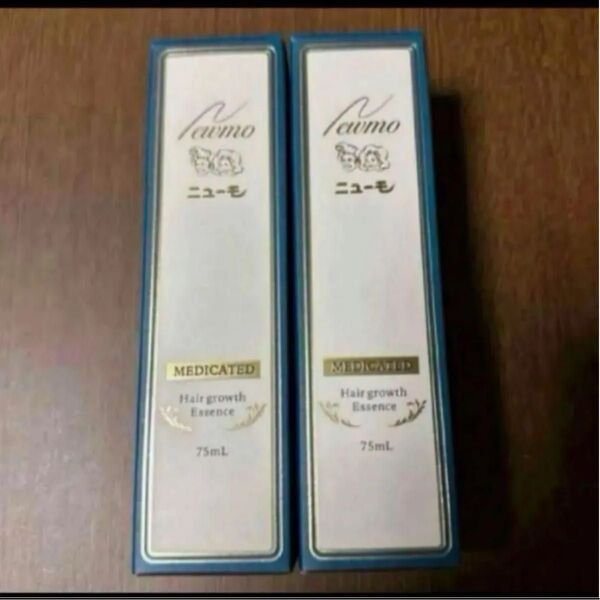 Newmo
ニューモ
MEDICATED
Hair growth
Essence
75mL
Newmo
ニューモ
MEDICATED
Hair growth
Essence
75mL